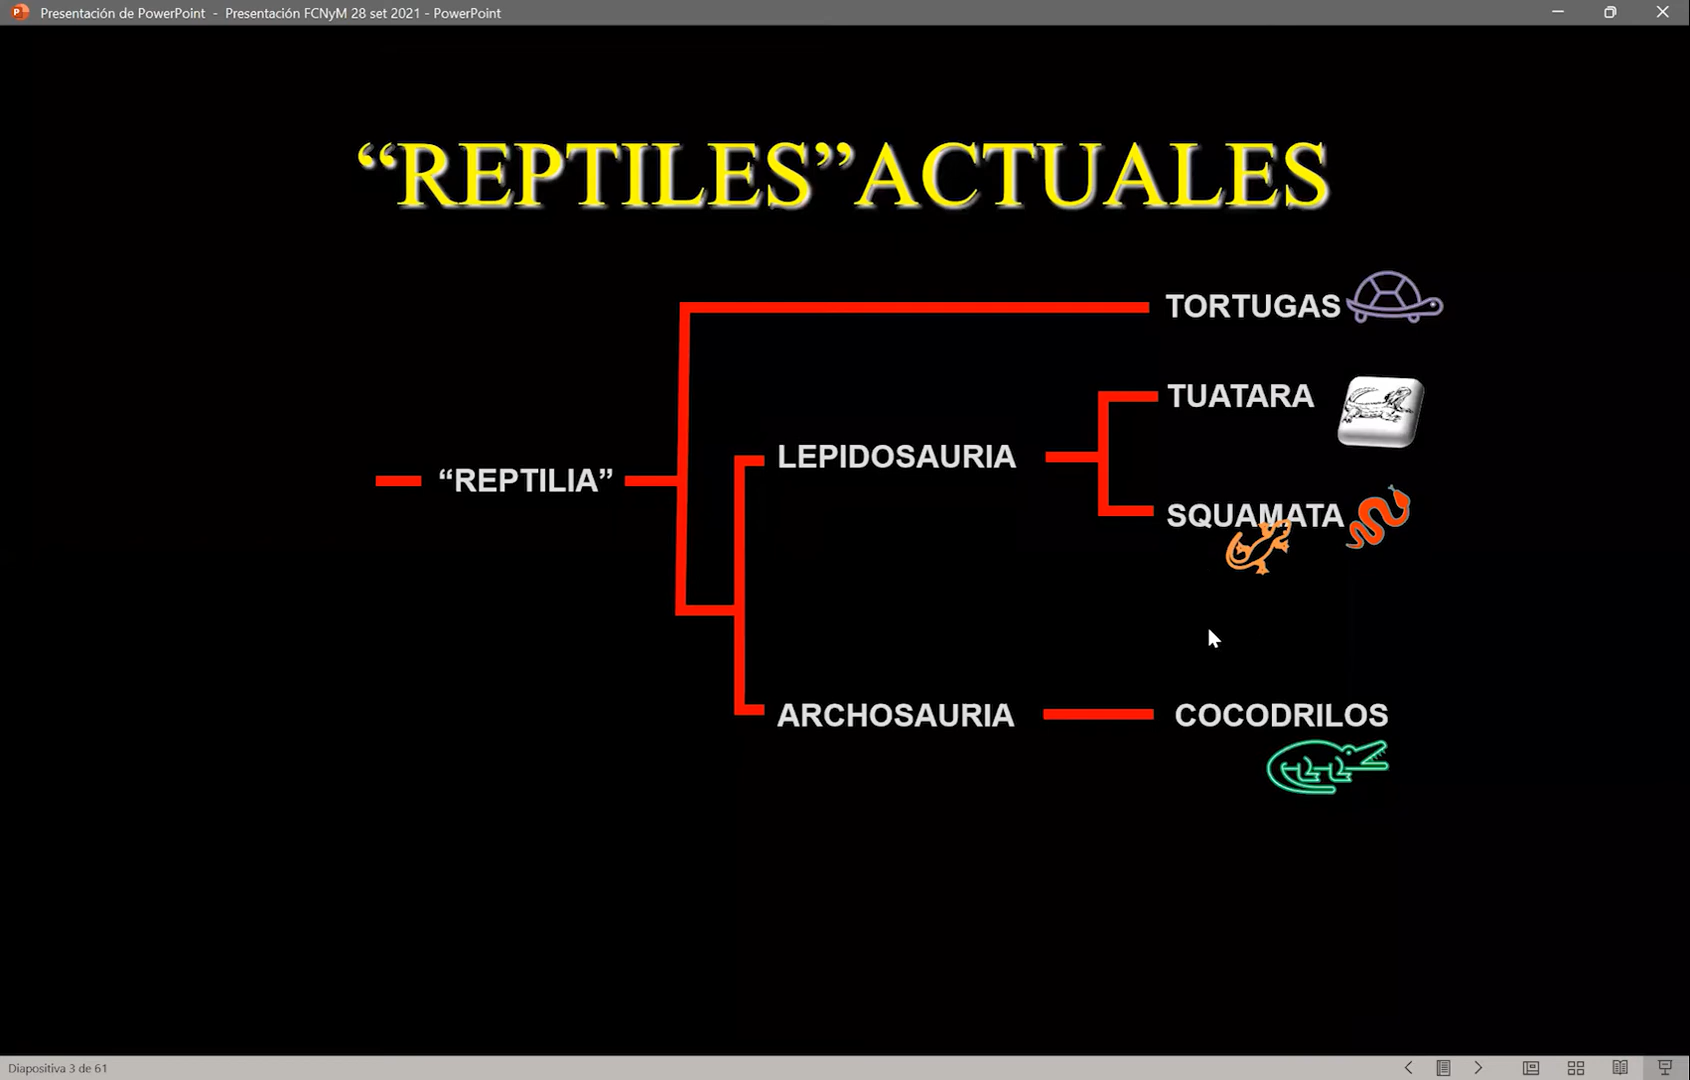 Presentación de PowerPoint - Presentación FCNyM 28 set 2021 - PowerPoint
“REPTILES”ACTUALES
TORTUGAS
TUATARA
LEPIDOSAURIA
“REPTILIA”
SQUAMATA
ARCHOSAURIA
COCODRILOS
Diapositiva 3 de 61